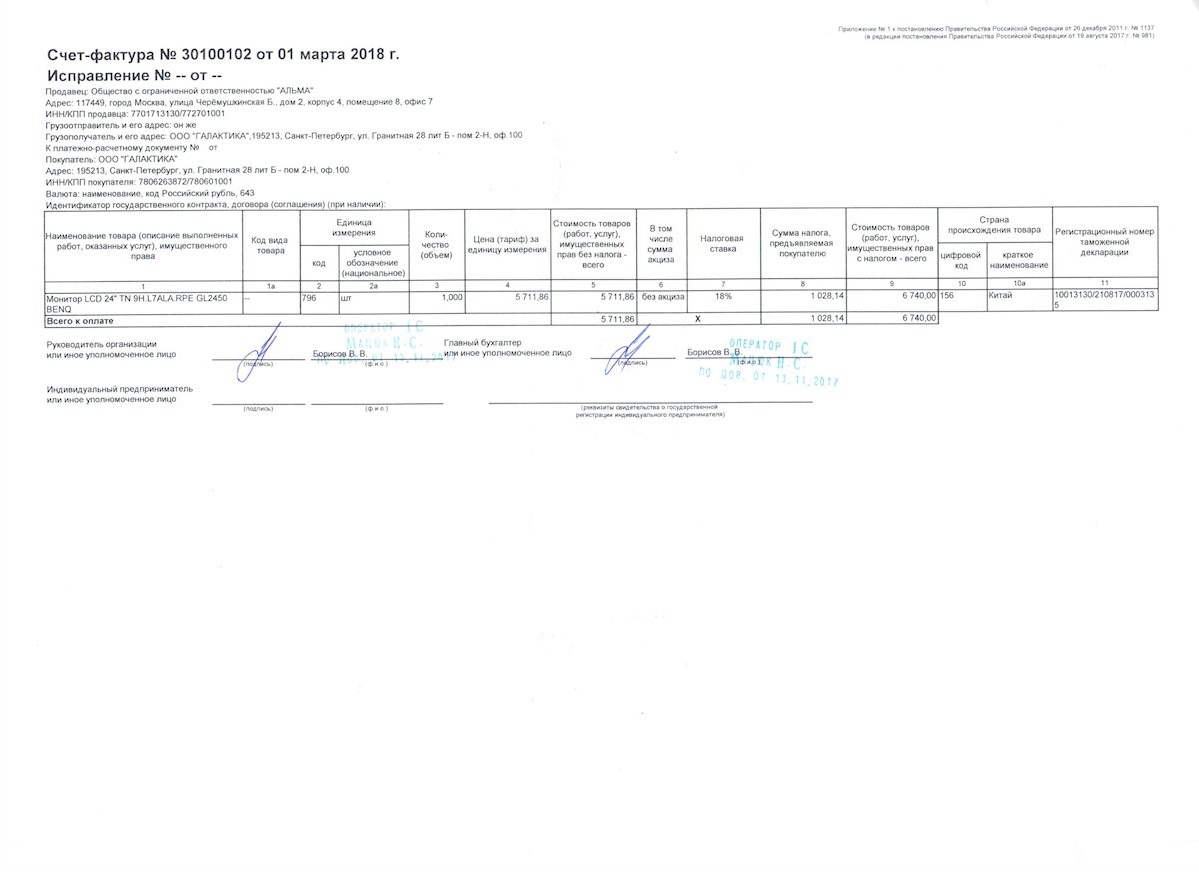 Приложение № 1 к постановлению Правительства Российской Федерации от 26 декабря 2011 г. № 1137
(в редакции постановления Правительства Российской Федерации от 19 августа 2017 г. № 981)
Счет-фактура № 30100102 от 01 марта 2018 г.
Исправление № -- от --
Продавец: Общество с ограниченной ответственностью "АЛЬМА"
Адрес: 117449, город Москва, улица Черёмушкинская Б., дом 2, корпус 4, помещение 8, офис 7
ИНН/КПП продавца: 7701713130/772701001
Грузоотправитель и его адрес: он же
Грузополучатель и его адрес: ООО "ГАЛАКТИКА",195213, Санкт-Петербург, ул. Гранитная 28 лит Б - пом 2-Н, оф.100
К платежно-расчетному документу № от
Покупатель: ООО "ГАЛАКТИКА"
Адрес: 195213, Санкт-Петербург, ул. Гранитная 28 лит Б - пом 2-Н, оф.100
ИНН/КПП покупателя: 7806263872/780601001
Валюта: наименование, код Российский рубль, 643
Идентификатор государственного контракта, договора (соглашения) (при наличии):
Наименование товара (описание выполненных
работ, оказанных услуг), имущественного
права
Код вида
товара
Единица
измерения
код
условное
обозначение
(национальное)
Коли-
чество
(объем)
Цена (тариф) за
единицу измерения
Стоимость товаров
(работ, услуг),
имущественных
прав без налога -
всего
В том
числе
сумма
акциза
Налоговая
ставка
Сумма налога,
предъявляемая
покупателю
Стоимость товаров
(работ, услуг),
имущественных прав
с налогом - всего
Страна
происхождения товара
цифровой
код
краткое
наименование
Регистрационный номер
таможенной
декларации
1 1а 2 2а 3 4 5 6 7 8 9 10 10а 11
Монитор LCD 24" TN 9H.L7ALA.RPE GL2450 -- 796 шт 1,000 5 711,86 5 711,86 без акциза 18% 1 028,14 6 740,00 156 Китай 10013130/210817/000313
BENQ 5
Всего к оплате 5 711,86 X 1 028,14 6 740,00
Руководитель организации
или иное уполномоченное лицо
(подпись)
Борисов В. В.
(ф.и.о.)
ОПЕРАТОР 1С
МАЦЮК Н.С.
ПО ДОВ. ОТ 13.11.2017
Главный бухгалтер
или иное уполномоченное лицо
(подпись)
Борисов В. В.
(ф.и.о.)
ОПЕРАТОР 1С
МАЦЮК Н.С.
ПО ДОВ. ОТ 13.11.2017
Индивидуальный предприниматель
или иное уполномоченное лицо
(подпись)
(ф.и.о.)
(реквизиты свидетельства о государственной
регистрации индивидуального предпринимателя)